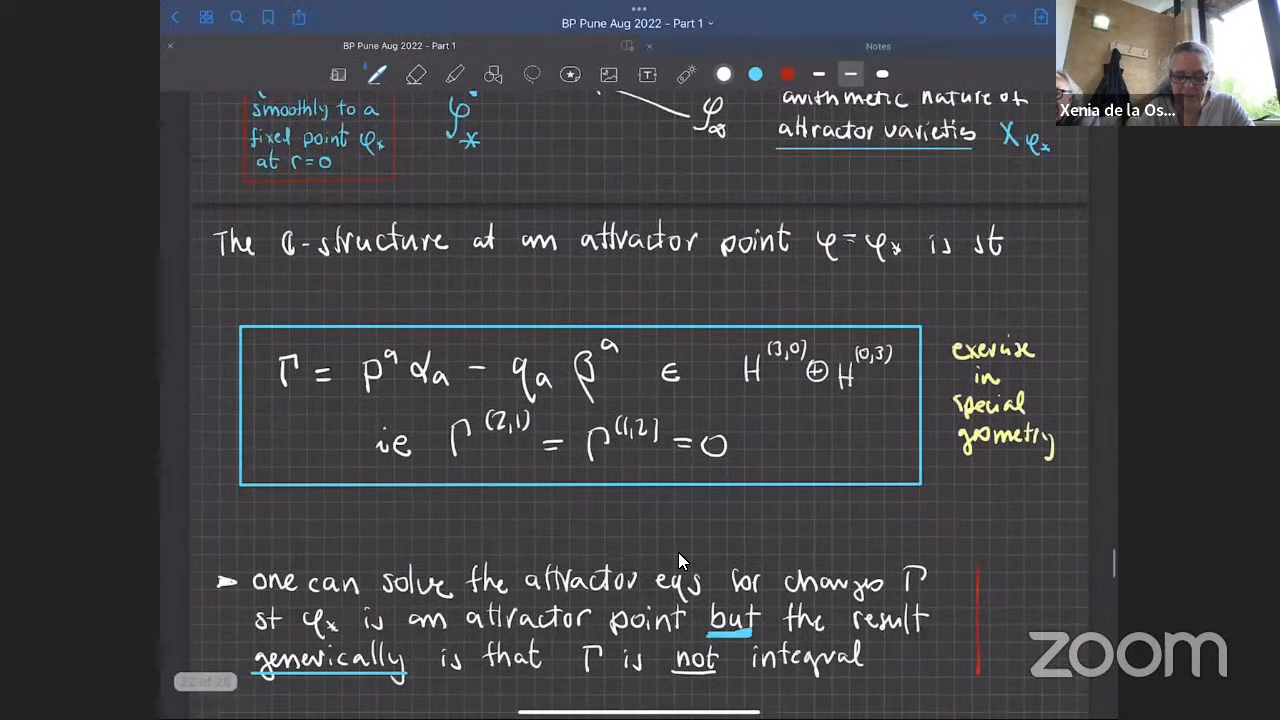 BP Pune Aug 2022 - Part 1
BP Pune Aug 2022 - Part 1
Notes
Xenia de la Os...
smoothly to a
fixed point φ*
at r=0
φ*
φ∞
arithmetic nature of
attractor varieties X φ*
The ℂ-structure at an attractor point φ=φ* is st
Γ = p^a α_a - q_a β^a ∈ H^(3,0) ⊕ H^(0,3)
ie Γ^(2,1) = Γ^(1,2) = 0
exercise
in
special
geometry
➤ one can solve the attractor eqs for charges Γ
st φ* is an attractor point but the result
generically is that Γ is not integral
22 of 28
zoom